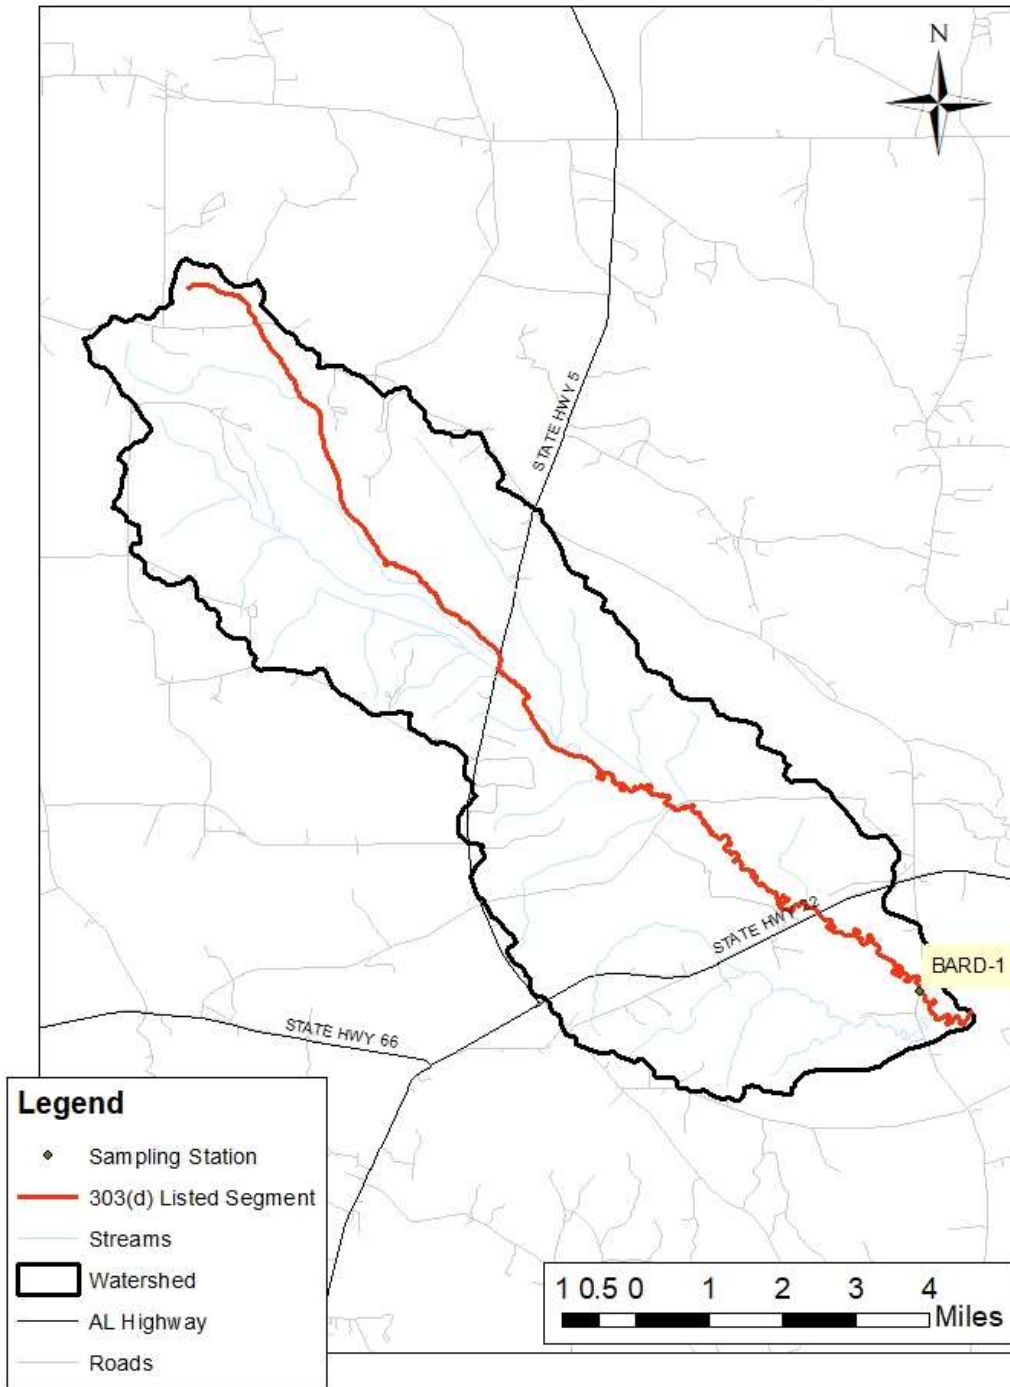 N
STATE HWY 5
STATE HWY 22
BARD-1
STATE HWY 66
Legend
Sampling Station
303(d) Listed Segment
Streams
Watershed
AL Highway
Roads
1 0.5 0 1 2 3 4
Miles